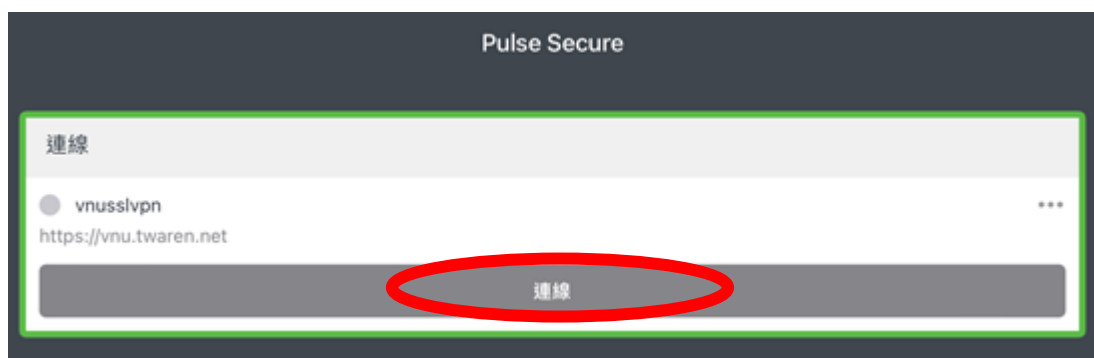 Pulse Secure
連線
vnusslvpn
https://vnu.twaren.net
連線